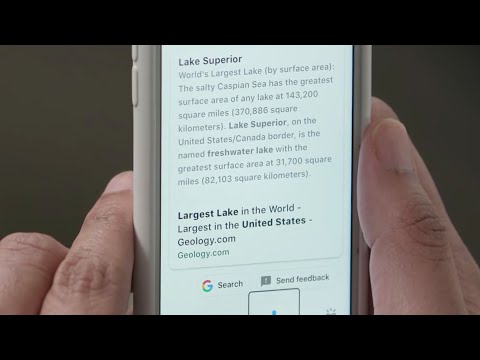 Lake Superior
World's Largest Lake (by surface area):
The salty Caspian Sea has the greatest
surface area of any lake at 143,200
square miles (370,886 square
kilometers). Lake Superior, on the
United States/Canada border, is the
named freshwater lake with the
greatest surface area at 31,700 square
miles (82,103 square kilometers).
Largest Lake in the World -
Largest in the United States -
Geology.com
Geology.com
Search Send feedback